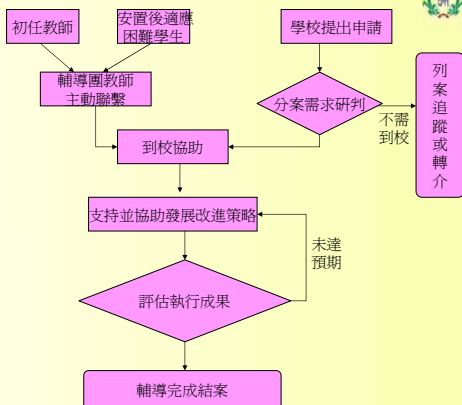 初任教師
安置後適應
困難學生
學校提出申請
輔導團教師
主動聯繫
分案需求研判
不需
到校
列案追蹤或轉介
到校協助
支持並協助發展改進策略
未達
預期
評估執行成果
輔導完成結案